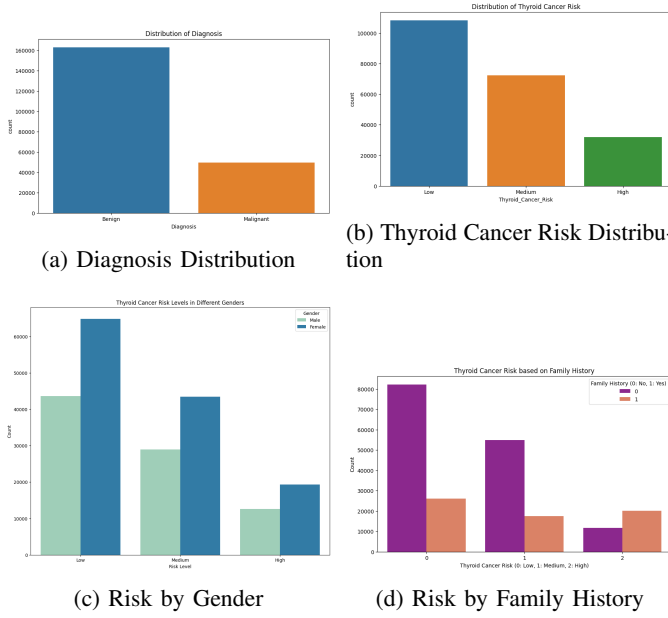 Distribution of Diagnosis
160000
140000
120000
100000
80000
60000
40000
20000
0
count
Benign
Malignant
Diagnosis
(a) Diagnosis Distribution
Distribution of Thyroid Cancer Risk
100000
80000
60000
40000
20000
0
count
Low
Medium
High
Thyroid_Cancer_Risk
(b) Thyroid Cancer Risk Distribu-
tion
Thyroid Cancer Risk Levels in Different Genders
Gender
Male
Female
60000
50000
40000
30000
20000
10000
0
Count
Low
Medium
High
Risk Level
(c) Risk by Gender
Thyroid Cancer Risk based on Family History
Family History (0: No, 1: Yes)
0
1
80000
70000
60000
50000
40000
30000
20000
10000
0
Count
0
1
2
Thyroid Cancer Risk (0: Low, 1: Medium, 2: High)
(d) Risk by Family History